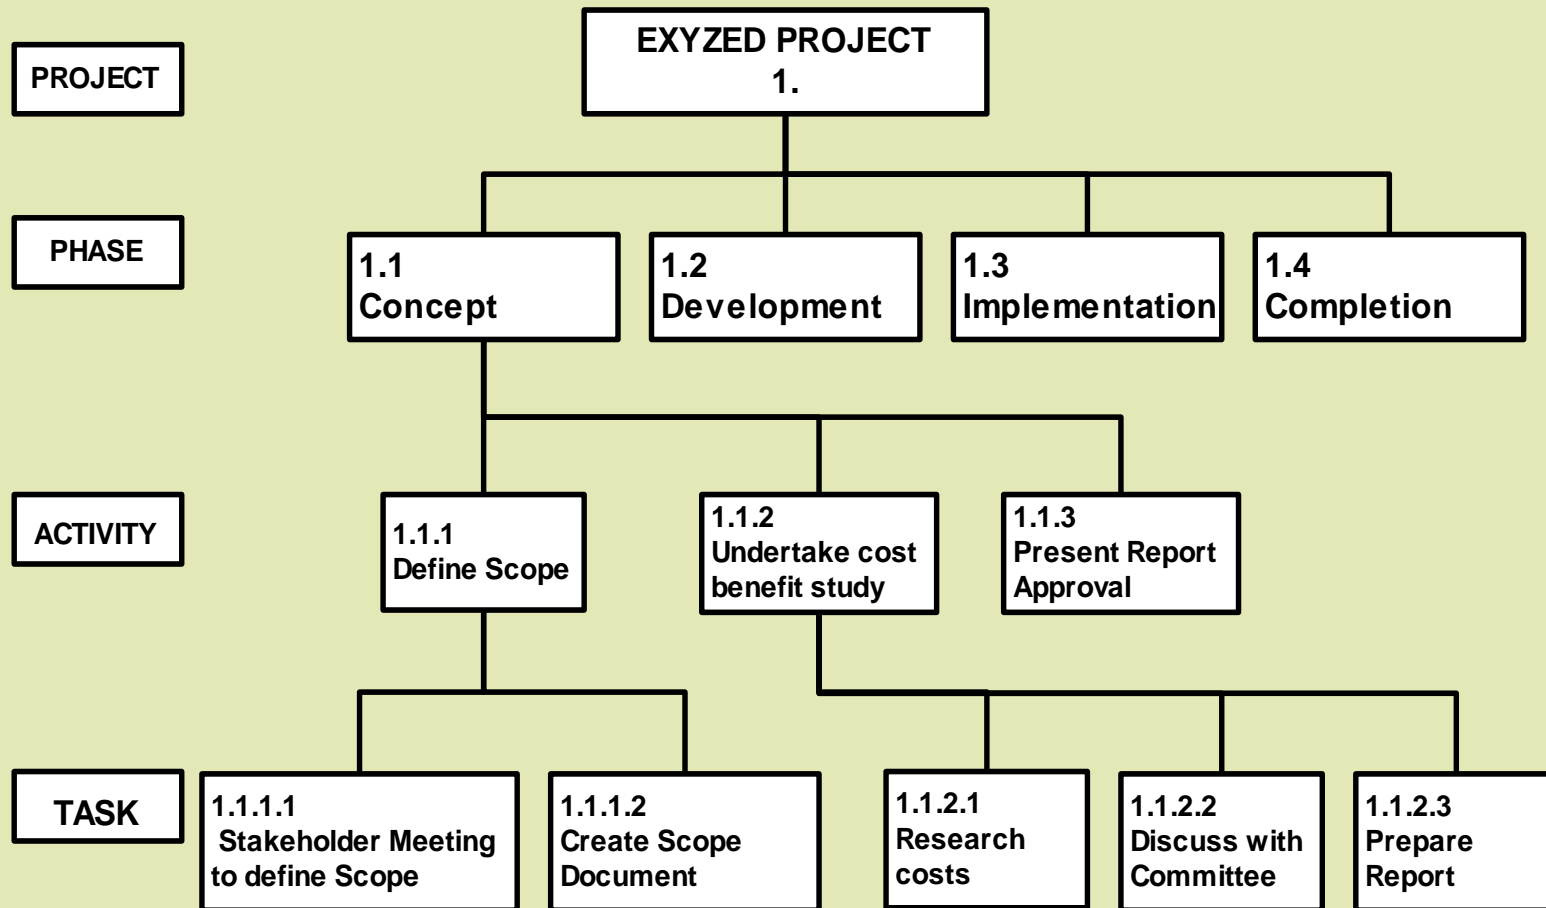 PROJECT
EXYZED PROJECT
1.
PHASE
1.1
Concept
1.2
Development
1.3
Implementation
1.4
Completion
ACTIVITY
1.1.1
Define Scope
1.1.2
Undertake cost
benefit study
1.1.3
Present Report
Approval
TASK
1.1.1.1
Stakeholder Meeting
to define Scope
1.1.1.2
Create Scope
Document
1.1.2.1
Research
costs
1.1.2.2
Discuss with
Committee
1.1.2.3
Prepare
Report